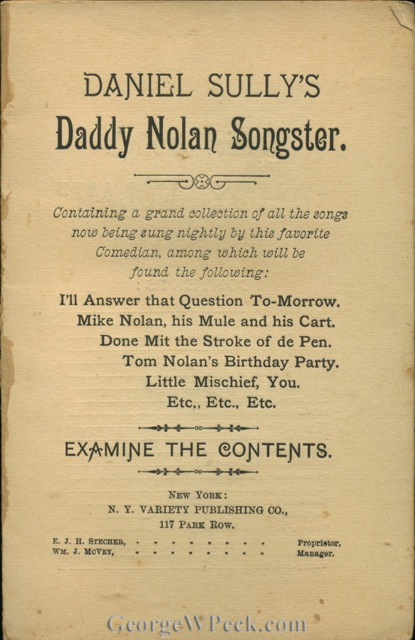 DANIEL SULLY'S
Daddy Nolan Songster.
Containing a grand collection of all the songs
now being sung nightly by this favorite
Comedian, among which will be
found the following:
I'll Answer that Question To-Morrow.
Mike Nolan, his Mule and his Cart.
Done Mit the Stroke of de Pen.
Tom Nolan's Birthday Party.
Little Mischief, You.
Etc., Etc., Etc.
EXAMINE THE CONTENTS.
NEW YORK:
N. Y. VARIETY PUBLISHING CO.,
117 PARK ROW.
E. J. H. STECHER, - - - - - - - - Proprietor.
WM. J. MCVEY, - - - - - - - - Manager.
GeorgeWPeck.com